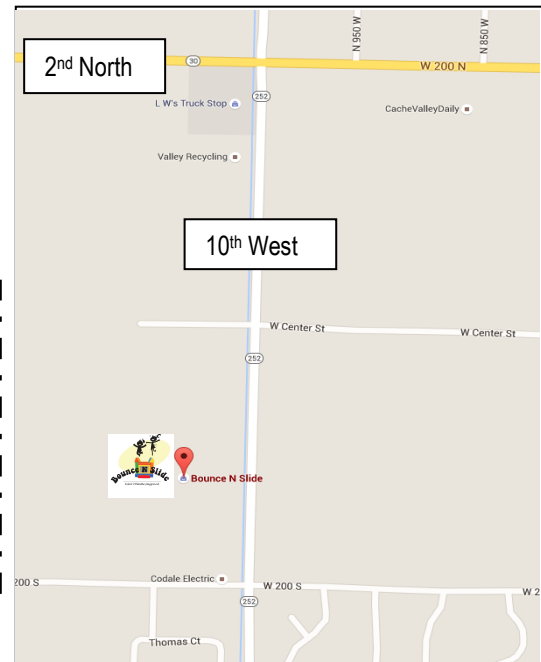 N 950 W
N 850 W
2nd North
30
W 200 N
252
L W's Truck Stop
CacheValleyDaily
Valley Recycling
10th West
W Center St
W Center St
252
Bounce N Slide
Bounce N Slide
200 S
Codale Electric
W 200 S
W 2
252
Thomas Ct